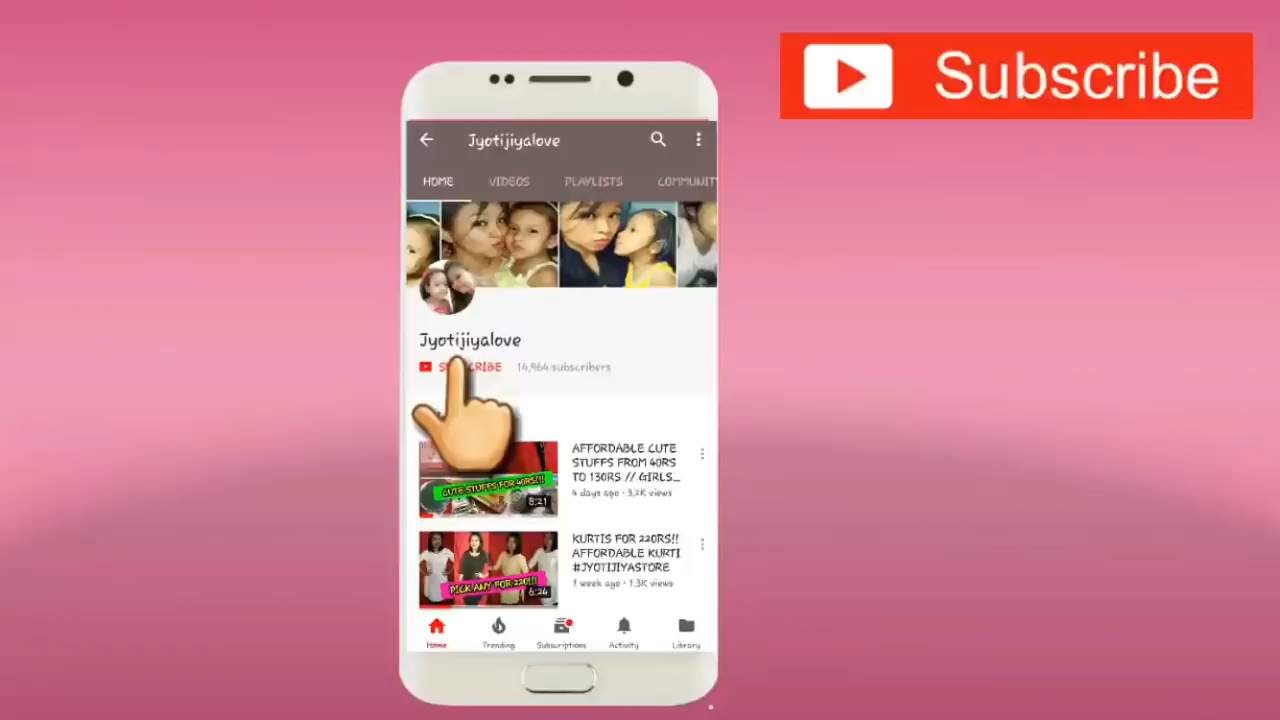 Subscribe
Jyotijiyalove
HOME VIDEOS PLAYLISTS COMMUNIT
Jyotijiyalove
14,964 subscribers
CUTE STUFFS FOR 40RS!!!
8:21
AFFORDABLE CUTE
STUFFS FROM 40RS
TO 130RS // GIRLS_
4 days ago · 3.2K views
PICK ANY FOR 220!!!
6:24
KURTIS FOR 220RS!!
AFFORDABLE KURTI
#JYOTIJIYASTORE
1 week ago · 1.3K views
Home Trending Subscriptions Activity Library